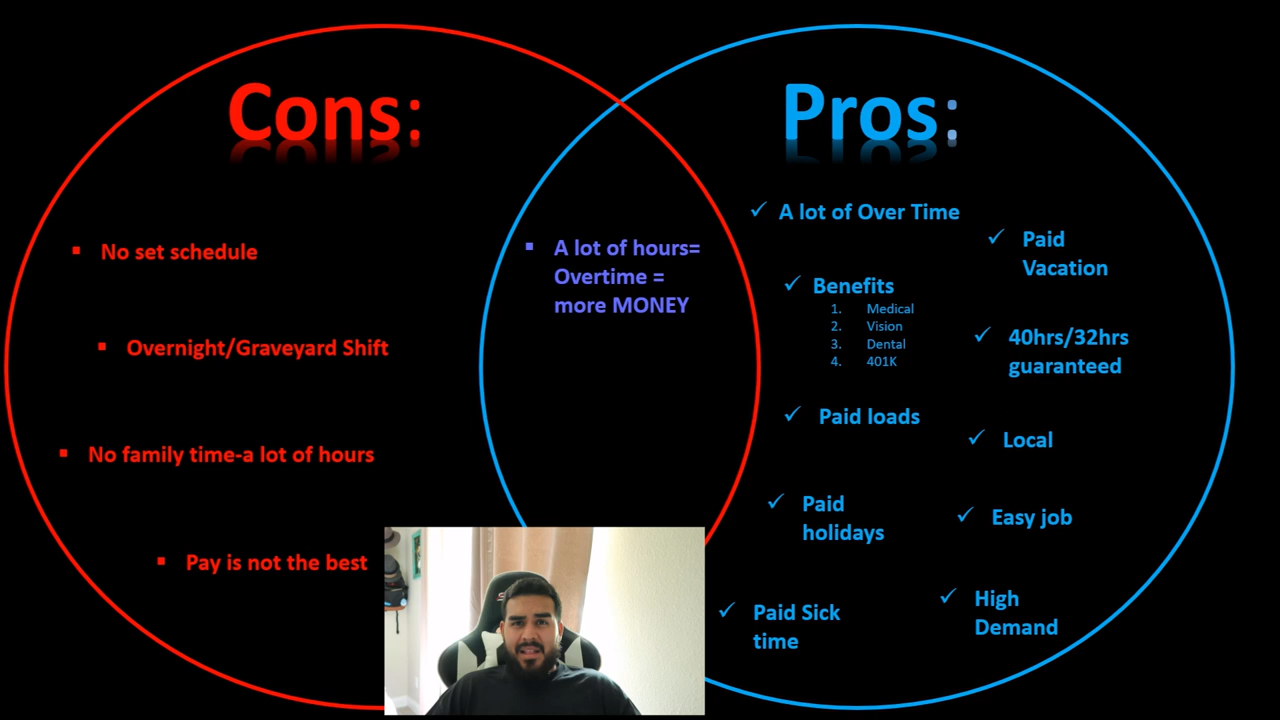 Cons:
No set schedule
Overnight/Graveyard Shift
No family time-a lot of hours
Pay is not the best
A lot of hours=
Overtime =
more MONEY
Pros:
A lot of Over Time
Benefits
1. Medical
2. Vision
3. Dental
4. 401K
Paid loads
Paid
holidays
Paid Sick
time
Paid
Vacation
40hrs/32hrs
guaranteed
Local
Easy job
High
Demand